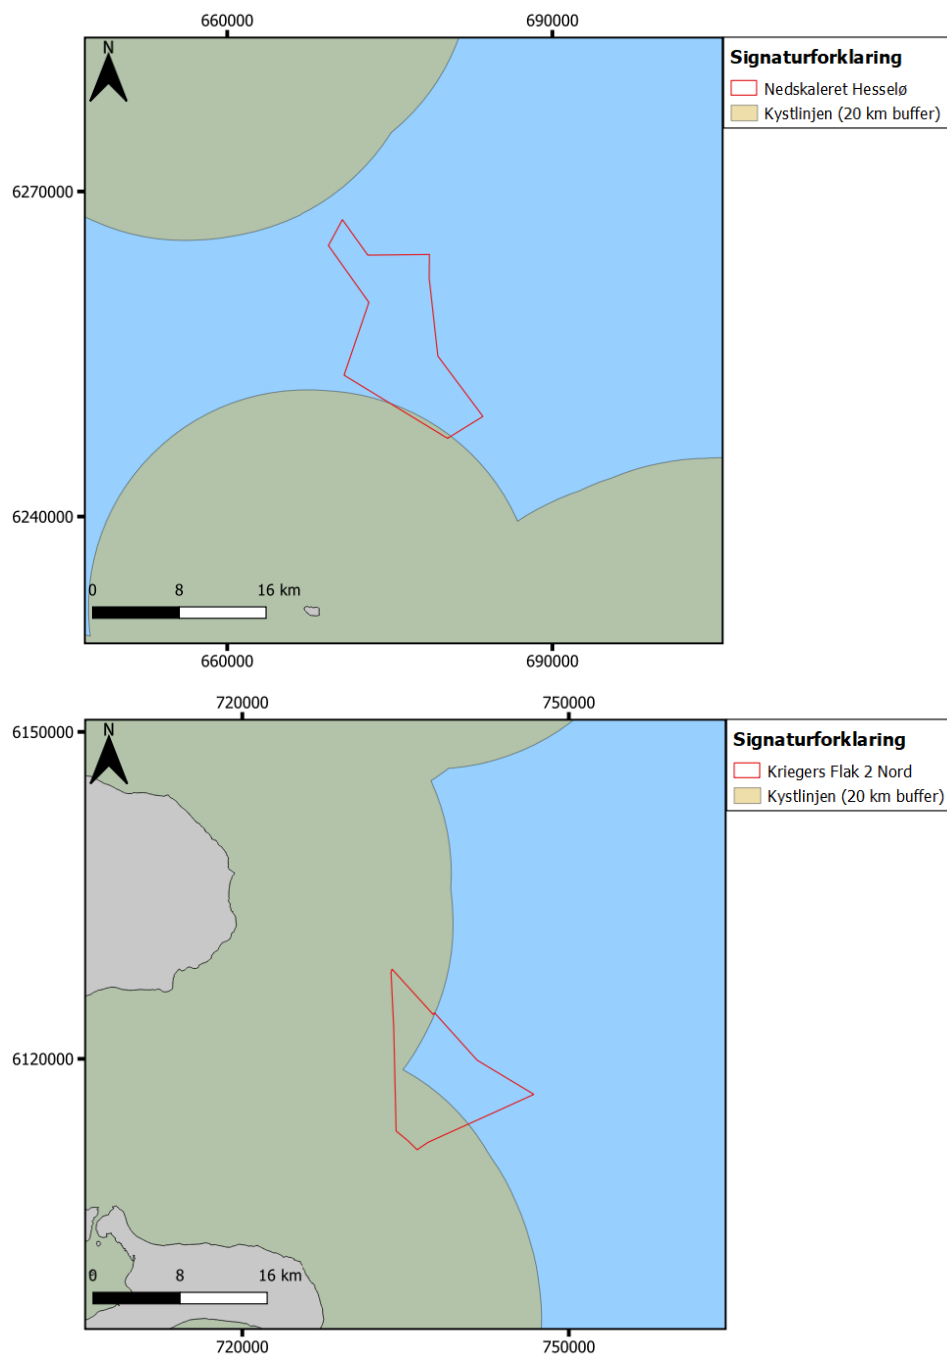 660000
690000
N
Signaturforklaring
Nedskaleret Hesselø
Kystlinjen (20 km buffer)
6270000
6240000
0 8 16 km
660000
690000
720000
750000
6150000
N
Signaturforklaring
Kriegers Flak 2 Nord
Kystlinjen (20 km buffer)
6120000
0 8 16 km
720000
750000